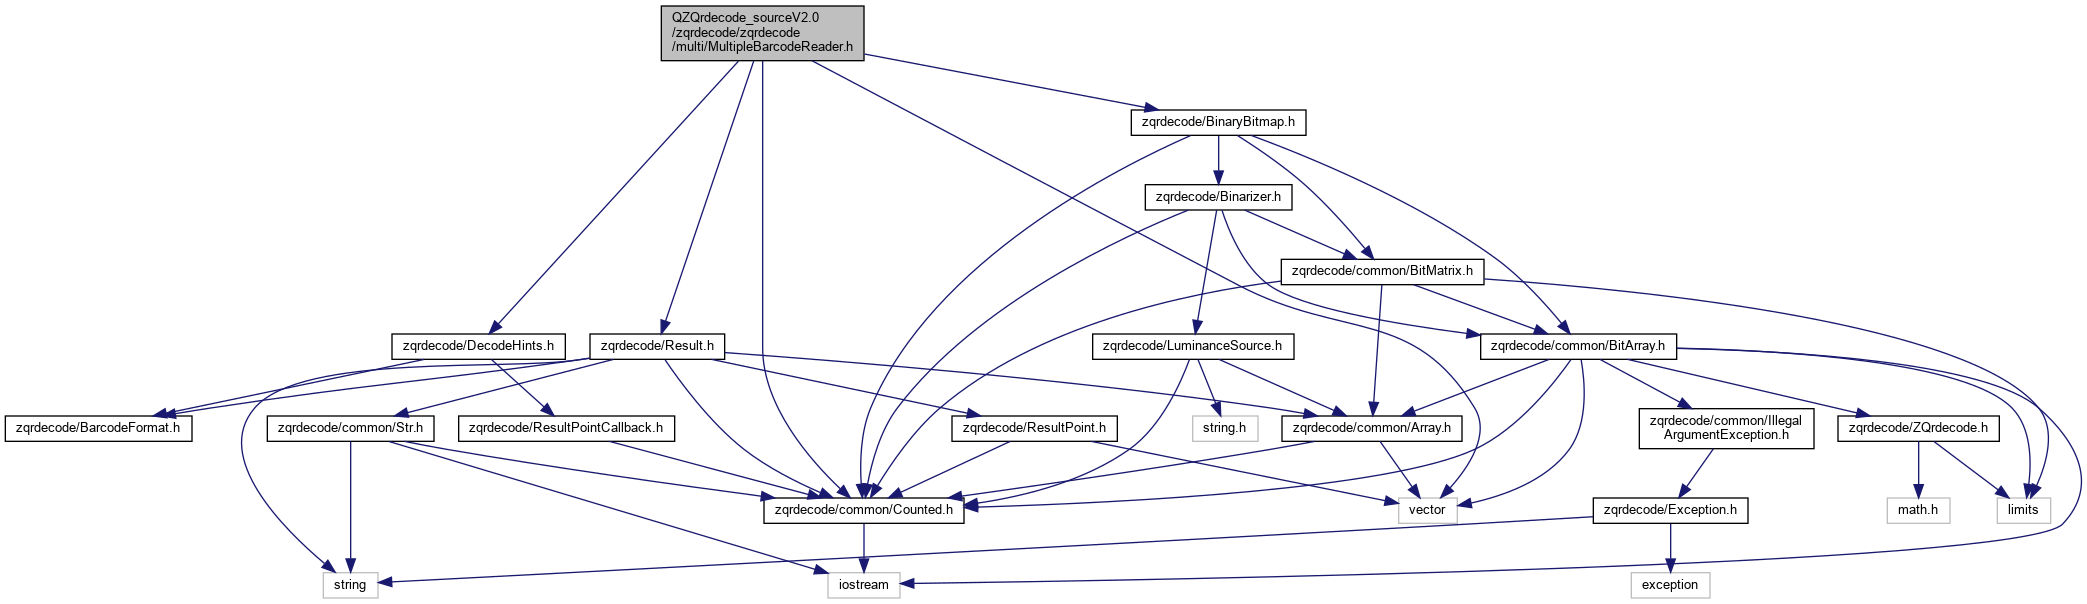 QZQrdecode_sourceV2.0
/zqrdecode/zqrdecode
/multi/MultipleBarcodeReader.h
zqrdecode/BinaryBitmap.h
zqrdecode/Binarizer.h
zqrdecode/common/BitMatrix.h
zqrdecode/DecodeHints.h
zqrdecode/Result.h
zqrdecode/LuminanceSource.h
zqrdecode/common/BitArray.h
zqrdecode/BarcodeFormat.h
zqrdecode/common/Str.h
zqrdecode/ResultPointCallback.h
zqrdecode/ResultPoint.h
string.h
zqrdecode/common/Array.h
zqrdecode/common/Illegal
ArgumentException.h
zqrdecode/ZQrdecode.h
zqrdecode/common/Counted.h
vector
zqrdecode/Exception.h
math.h
limits
string
iostream
exception